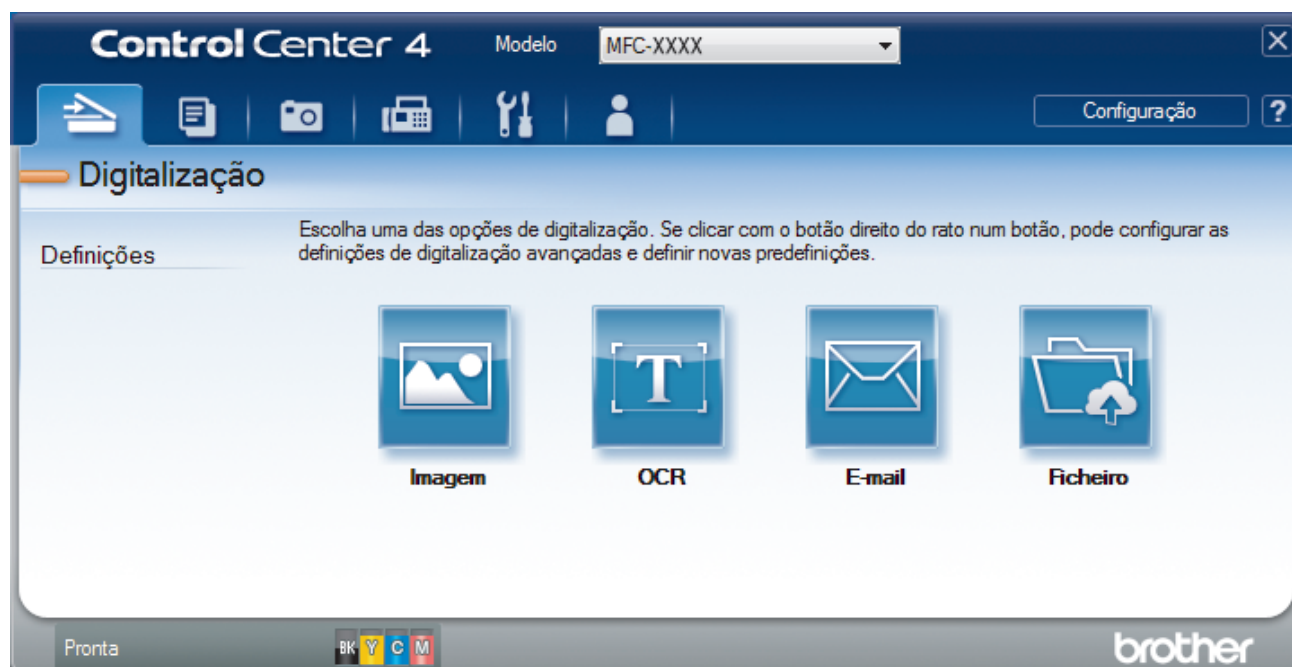 Control Center 4 Modelo MFC-XXXX
Configuração ?
Digitalização
Definições
Escolha uma das opções de digitalização. Se clicar com o botão direito do rato num botão, pode configurar as
definições de digitalização avançadas e definir novas predefinições.
T
Imagem OCR E-mail Ficheiro
Pronta BK Y C M brother